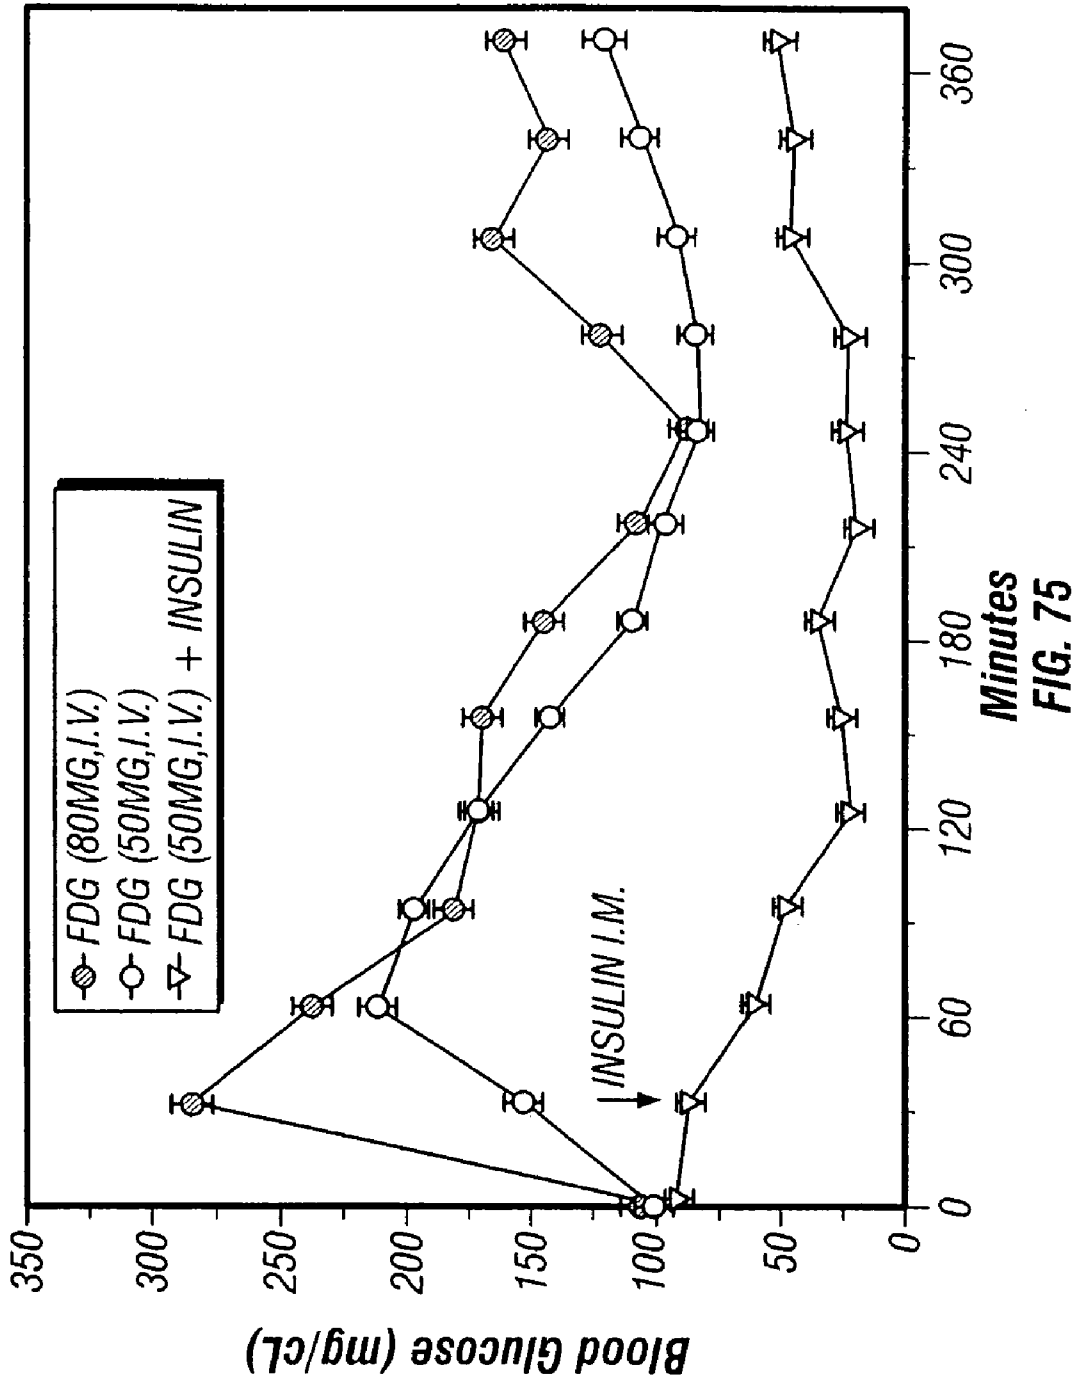 FDG (80MG,I.V.)
FDG (50MG,I.V.)
FDG (50MG,I.V.) + INSULIN
INSULIN I.M.
Blood Glucose (mg/cL)
350
300
250
200
150
100
50
0
0
60
120
180
240
300
360
Minutes
FIG. 75